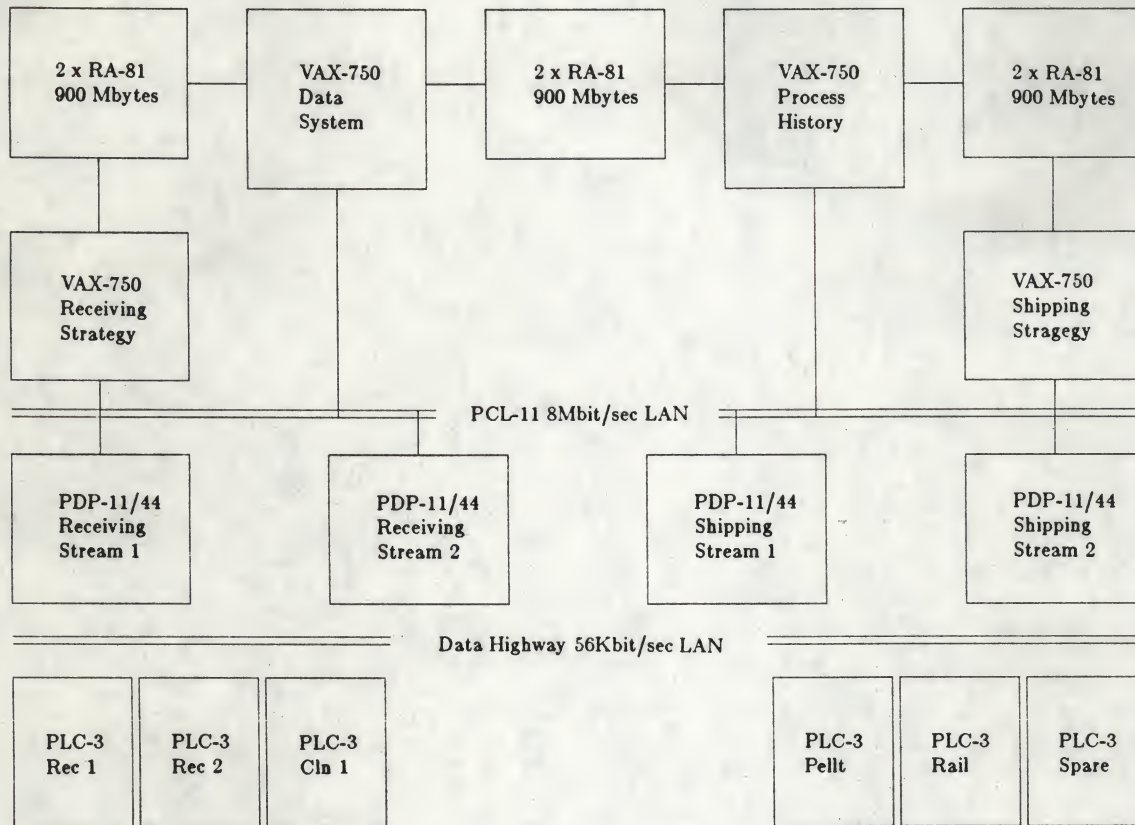 2 x RA-81
900 Mbytes
VAX-750
Data
System
2 x RA-81
900 Mbytes
VAX-750
Process
History
2 x RA-81
900 Mbytes
VAX-750
Receiving
Strategy
VAX-750
Shipping
Stragegy
PCL-11 8Mbit/sec LAN
PDP-11/44
Receiving
Stream 1
PDP-11/44
Receiving
Stream 2
PDP-11/44
Shipping
Stream 1
PDP-11/44
Shipping
Stream 2
Data Highway 56Kbit/sec LAN
PLC-3
Rec 1
PLC-3
Rec 2
PLC-3
Cln 1
PLC-3
Pellt
PLC-3
Rail
PLC-3
Spare